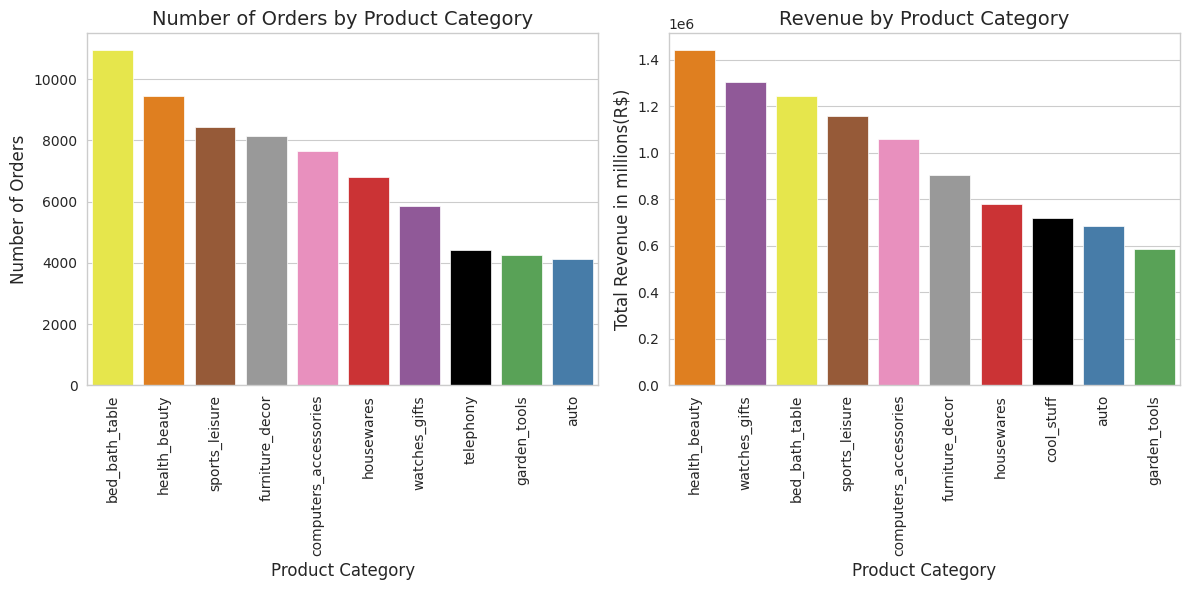 Number of Orders by Product Category
Number of Orders
10000
8000
6000
4000
2000
0
bed_bath_table
health_beauty
sports_leisure
furniture_decor
computers_accessories
housewares
watches_gifts
telephony
garden_tools
auto
Product Category
Revenue by Product Category
1e6
Total Revenue in millions(R$)
1.4
1.2
1.0
0.8
0.6
0.4
0.2
0.0
health_beauty
watches_gifts
bed_bath_table
sports_leisure
computers_accessories
furniture_decor
housewares
cool_stuff
auto
garden_tools
Product Category